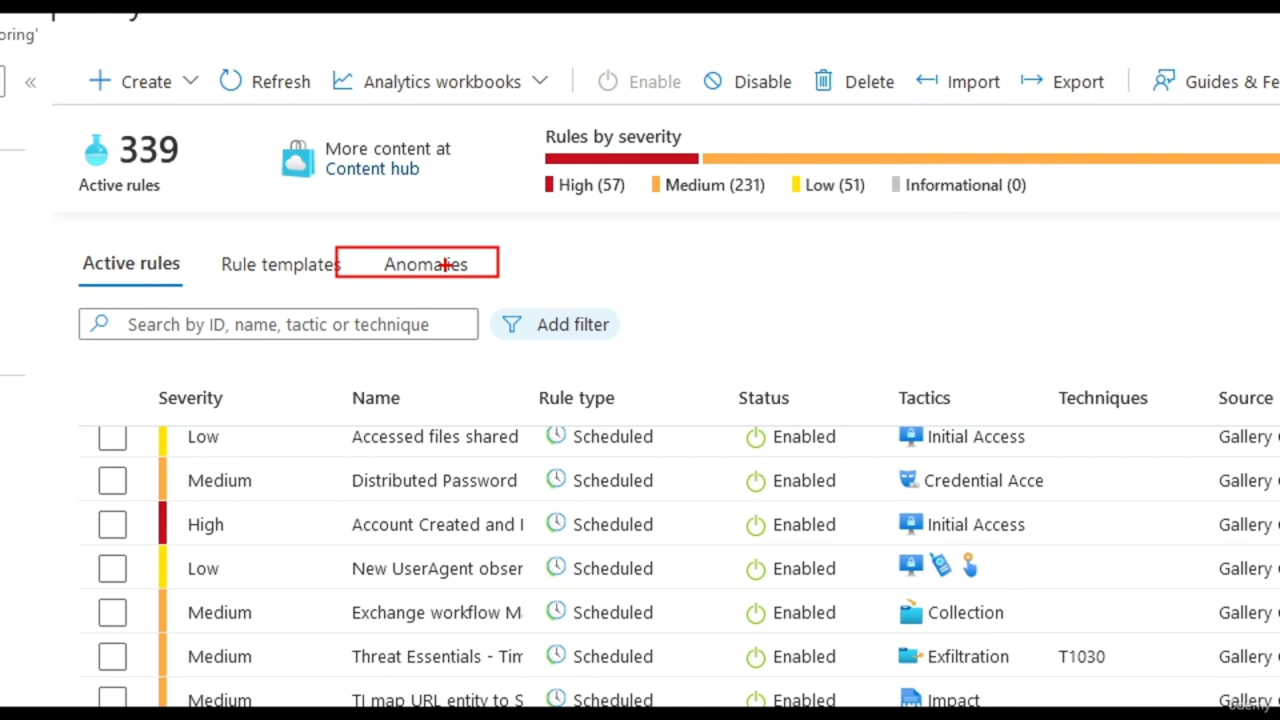 oring'
Create
Refresh
Analytics workbooks
Enable
Disable
Delete
Import
Export
Guides & Fe
339
Active rules
More content at
Content hub
Rules by severity
High (57)
Medium (231)
Low (51)
Informational (0)
Active rules
Rule templates
Anomalies
Search by ID, name, tactic or technique
Add filter
Severity Name Rule type Status Tactics Techniques Source
Low Accessed files shared Scheduled Enabled Initial Access Gallery
Medium Distributed Password Scheduled Enabled Credential Acce Gallery
High Account Created and Scheduled Enabled Initial Access Gallery
Low New UserAgent obser Scheduled Enabled Gallery
Medium Exchange workflow M Scheduled Enabled Collection Gallery
Medium Threat Essentials - Tim Scheduled Enabled Exfiltration T1030 Gallery
Medium TI map URL entity to S Scheduled Enabled Impact Gallery
udemy